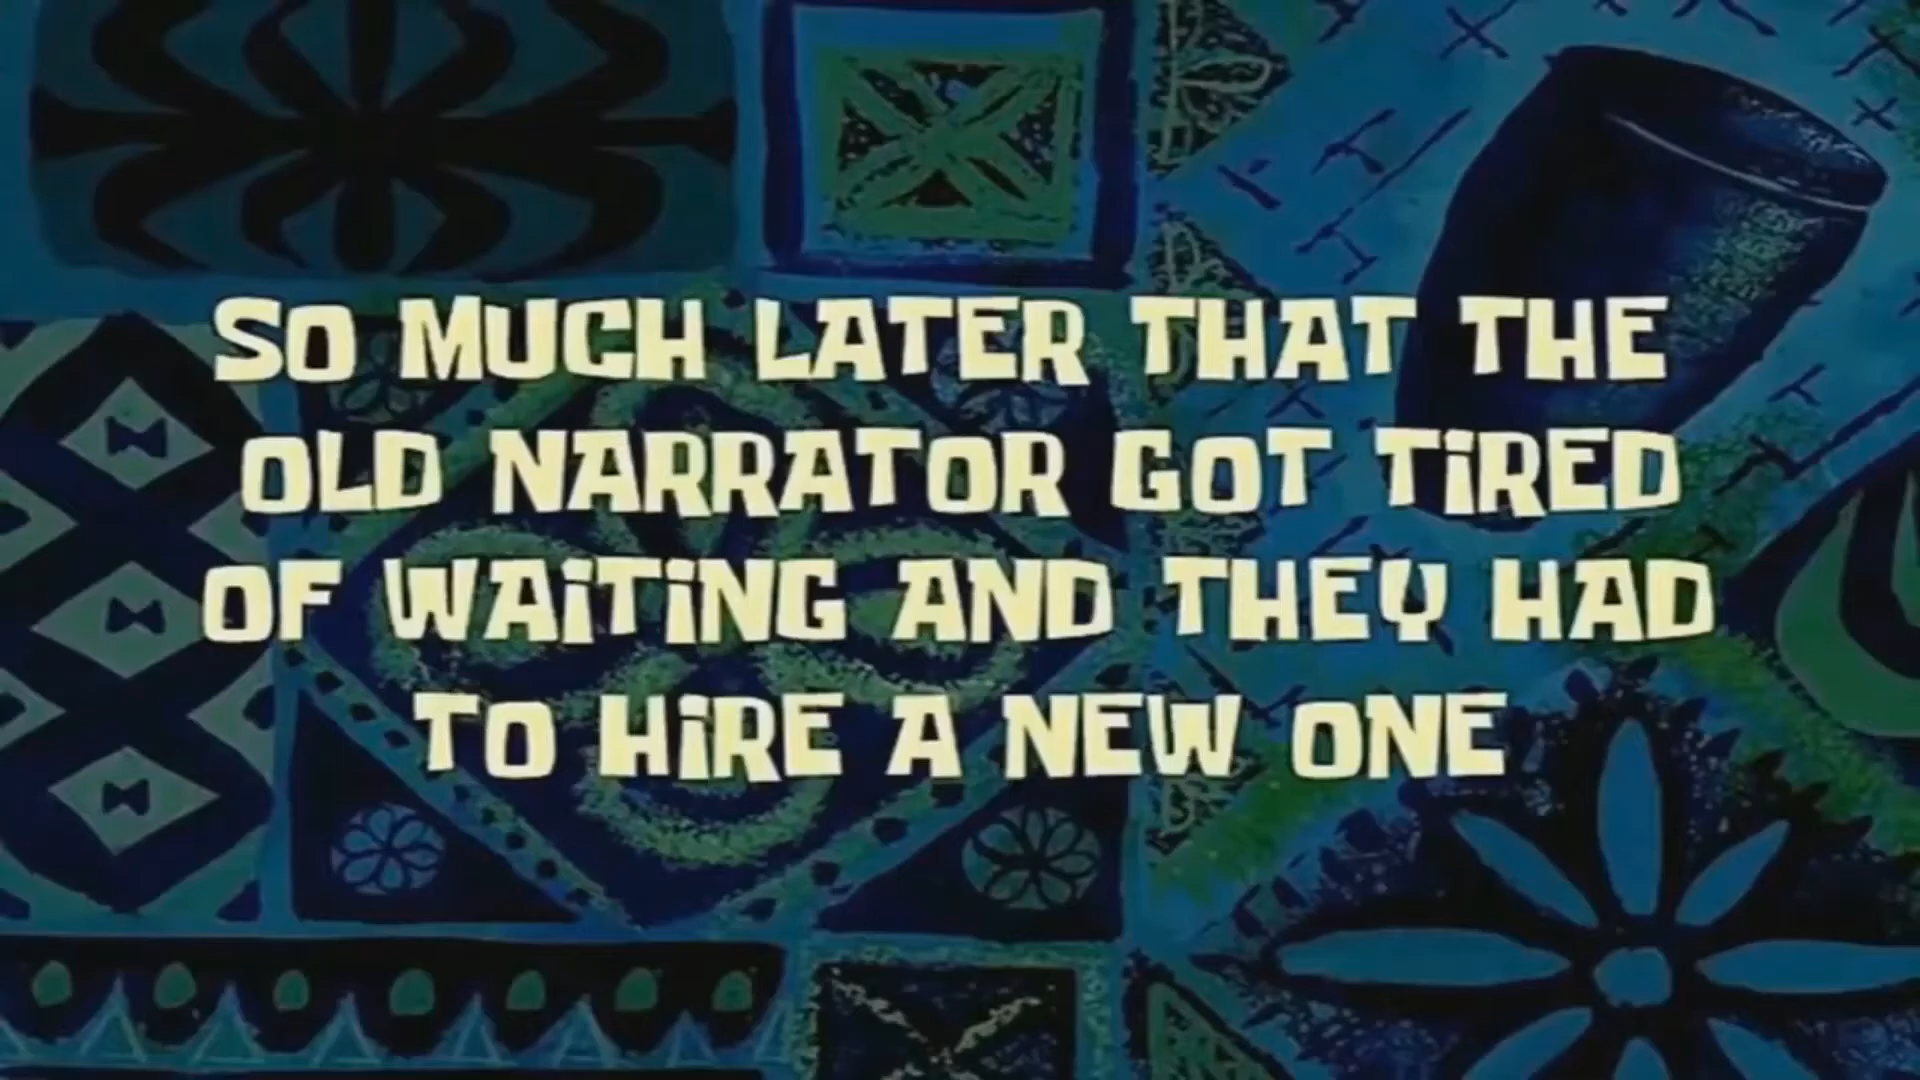 SO MUCH LATER THAT THE
OLD NARRATOR GOT TIRED
OF WAITING AND THEY HAD
TO HIRE A NEW ONE